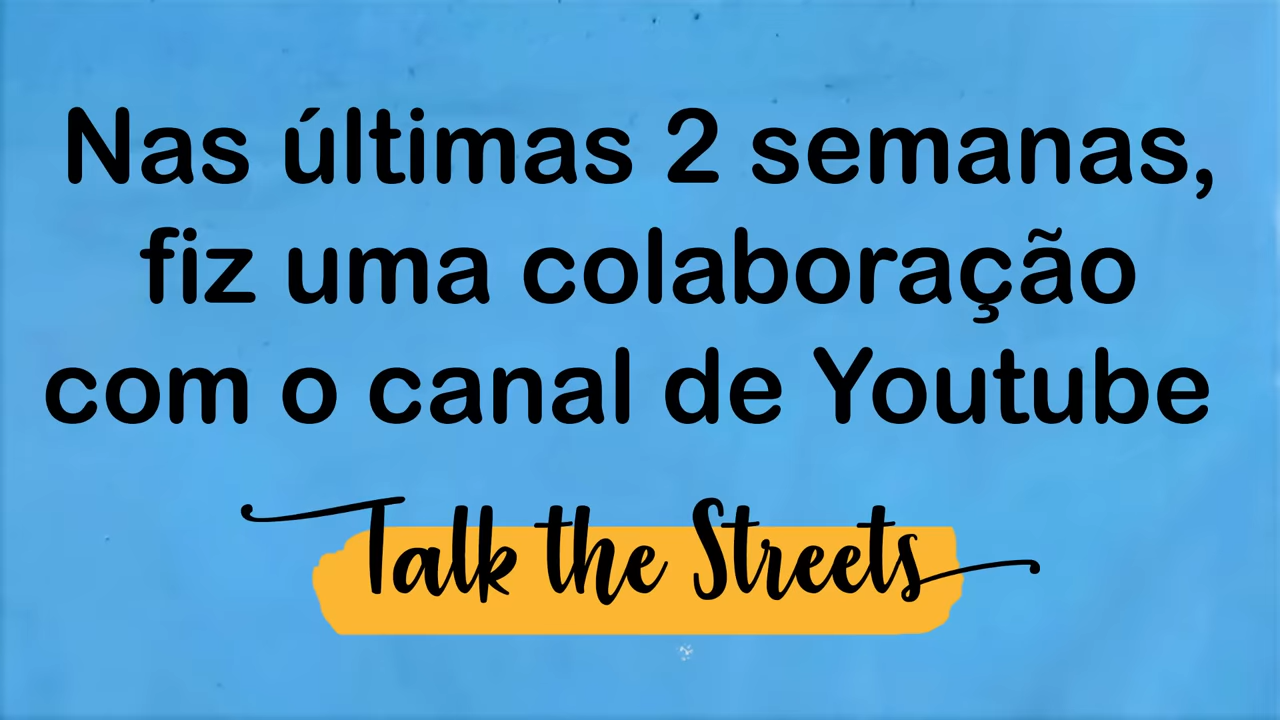 Nas últimas 2 semanas,
fiz uma colaboração
com o canal de Youtube
Talk the Streets